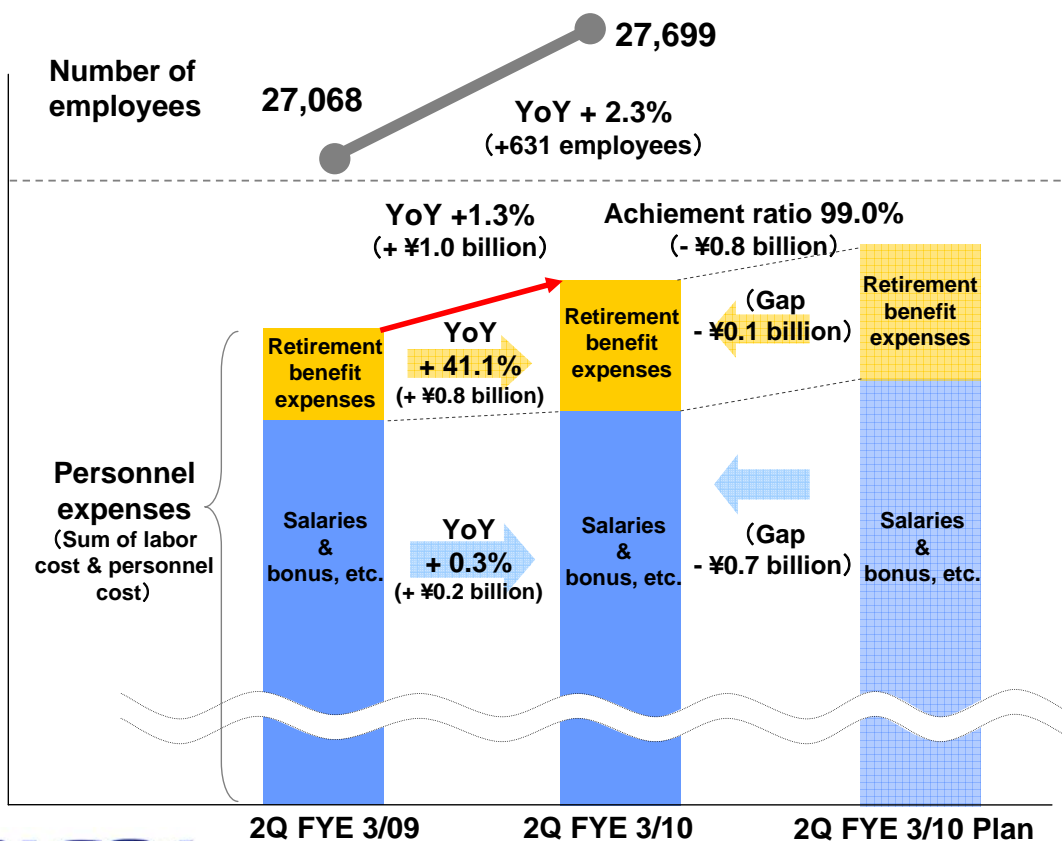 Number of
employees
27,068
27,699
YoY + 2.3%
(+631 employees)
YoY +1.3%
(+ ¥1.0 billion)
Achiement ratio 99.0%
(- ¥0.8 billion)
Retirement
benefit
expenses
YoY
+ 41.1%
(+ ¥0.8 billion)
Retirement
benefit
expenses
(Gap
- ¥0.1 billion)
Retirement
benefit
expenses
Personnel
expenses
(Sum of labor
cost & personnel
cost)
Salaries
&
bonus, etc.
YoY
+ 0.3%
(+ ¥0.2 billion)
Salaries
&
bonus, etc.
(Gap
- ¥0.7 billion)
Salaries
&
bonus, etc.
2Q FYE 3/09
2Q FYE 3/10
2Q FYE 3/10 Plan